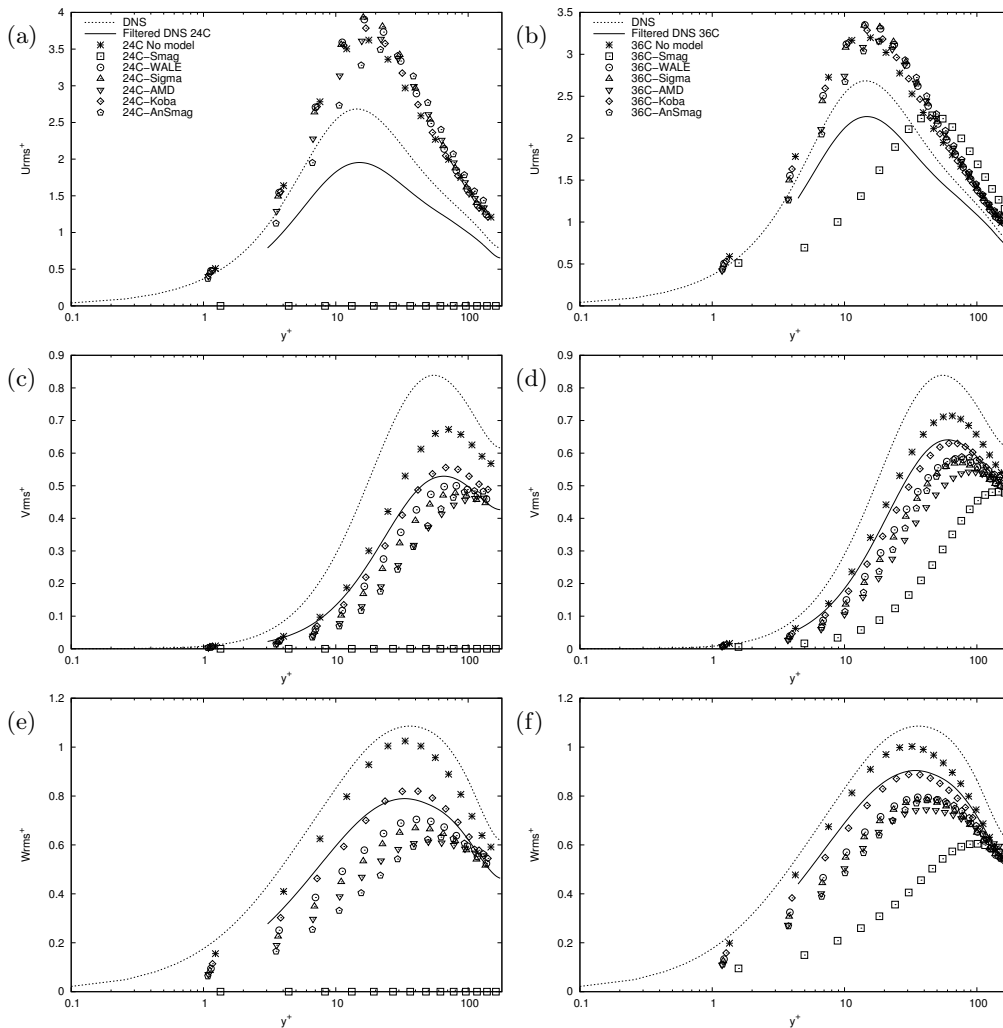 (a)
4
3.5
3
2.5
2
1.5
1
0.5
0
Urms+
0.1
1
10
100
y+
DNS
Filtered DNS 24C
24C No model
24C-Smag
24C-WALE
24C-Sigma
24C-AMD
24C-Koba
24C-AnSmag
(b)
3.5
3
2.5
2
1.5
1
0.5
0
Urms+
0.1
1
10
100
y+
DNS
Filtered DNS 36C
36C No model
36C-Smag
36C-WALE
36C-Sigma
36C-AMD
36C-Koba
36C-AnSmag
(c)
0.9
0.8
0.7
0.6
0.5
0.4
0.3
0.2
0.1
0
Vrms+
0.1
1
10
100
y+
(d)
0.9
0.8
0.7
0.6
0.5
0.4
0.3
0.2
0.1
0
Vrms+
0.1
1
10
100
y+
(e)
1.2
1
0.8
0.6
0.4
0.2
0
Wrms+
0.1
1
10
100
y+
(f)
1.2
1
0.8
0.6
0.4
0.2
0
Wrms+
0.1
1
10
100
y+